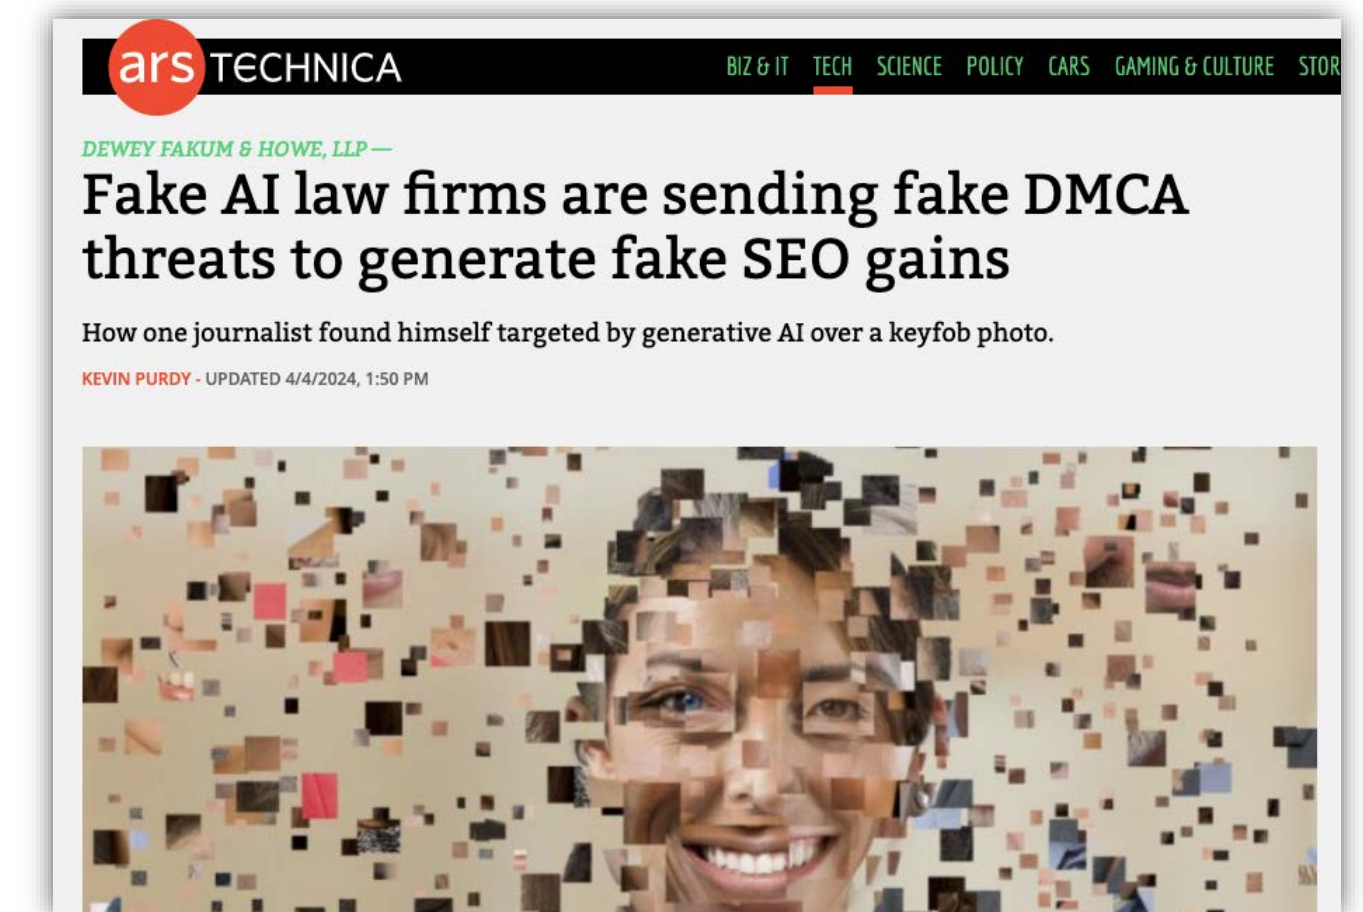 ars TECHNICA
BIZ & IT TECH SCIENCE POLICY CARS GAMING & CULTURE STOR
DEWEY FAKUM & HOWE, LLP —
Fake AI law firms are sending fake DMCA
threats to generate fake SEO gains
How one journalist found himself targeted by generative AI over a keyfob photo.
KEVIN PURDY - UPDATED 4/4/2024, 1:50 PM